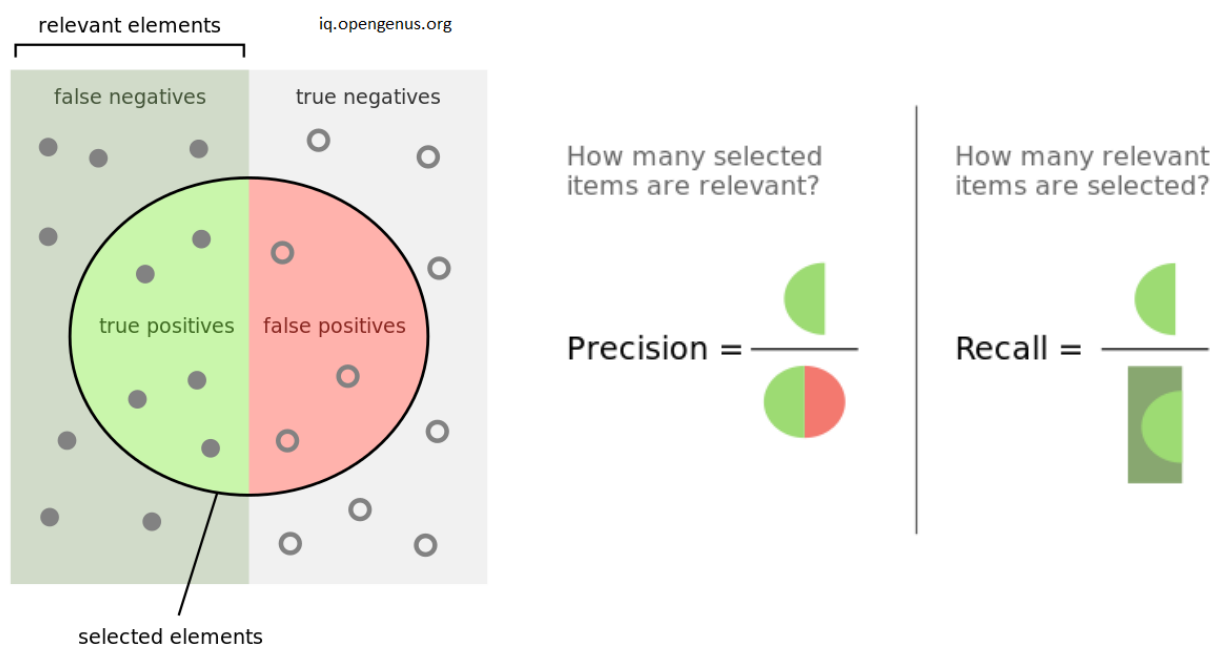 relevant elements
iq.opengenus.org
false negatives
true negatives
true positives
false positives
selected elements
How many selected
items are relevant?
Precision =
How many relevant
items are selected?
Recall =